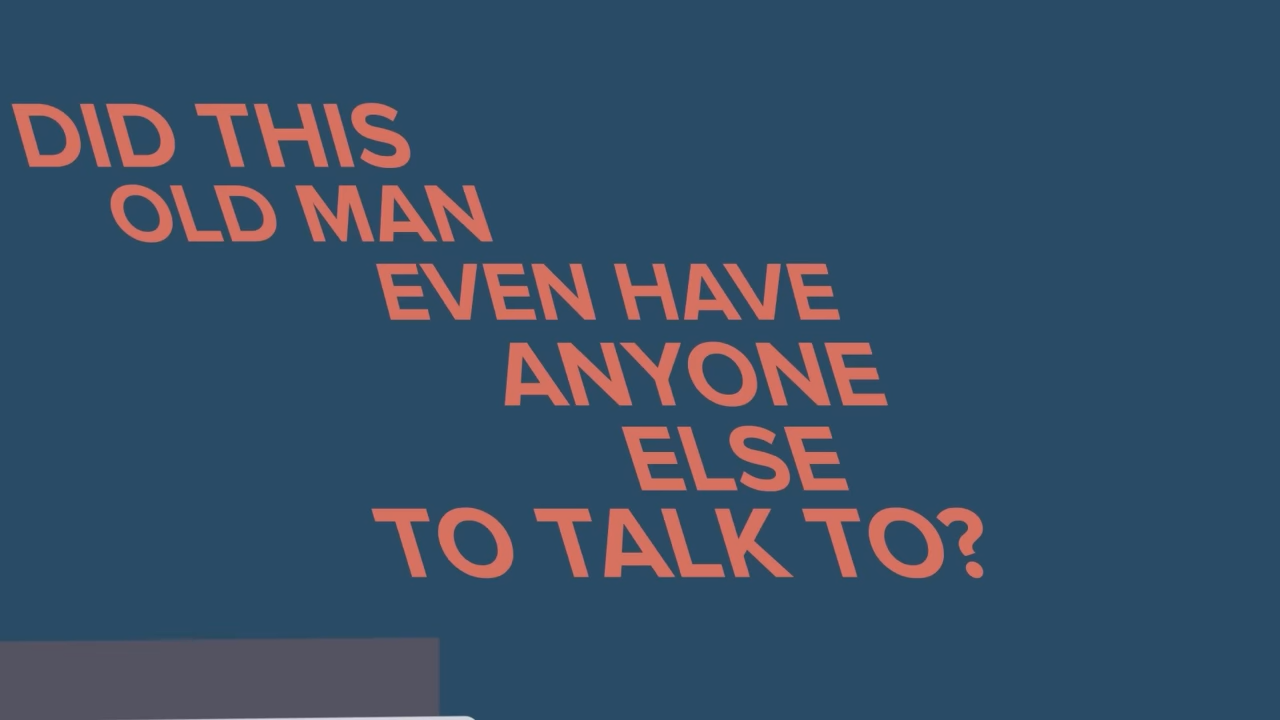 DID THIS
OLD MAN
EVEN HAVE
ANYONE
ELSE
TO TALK TO?